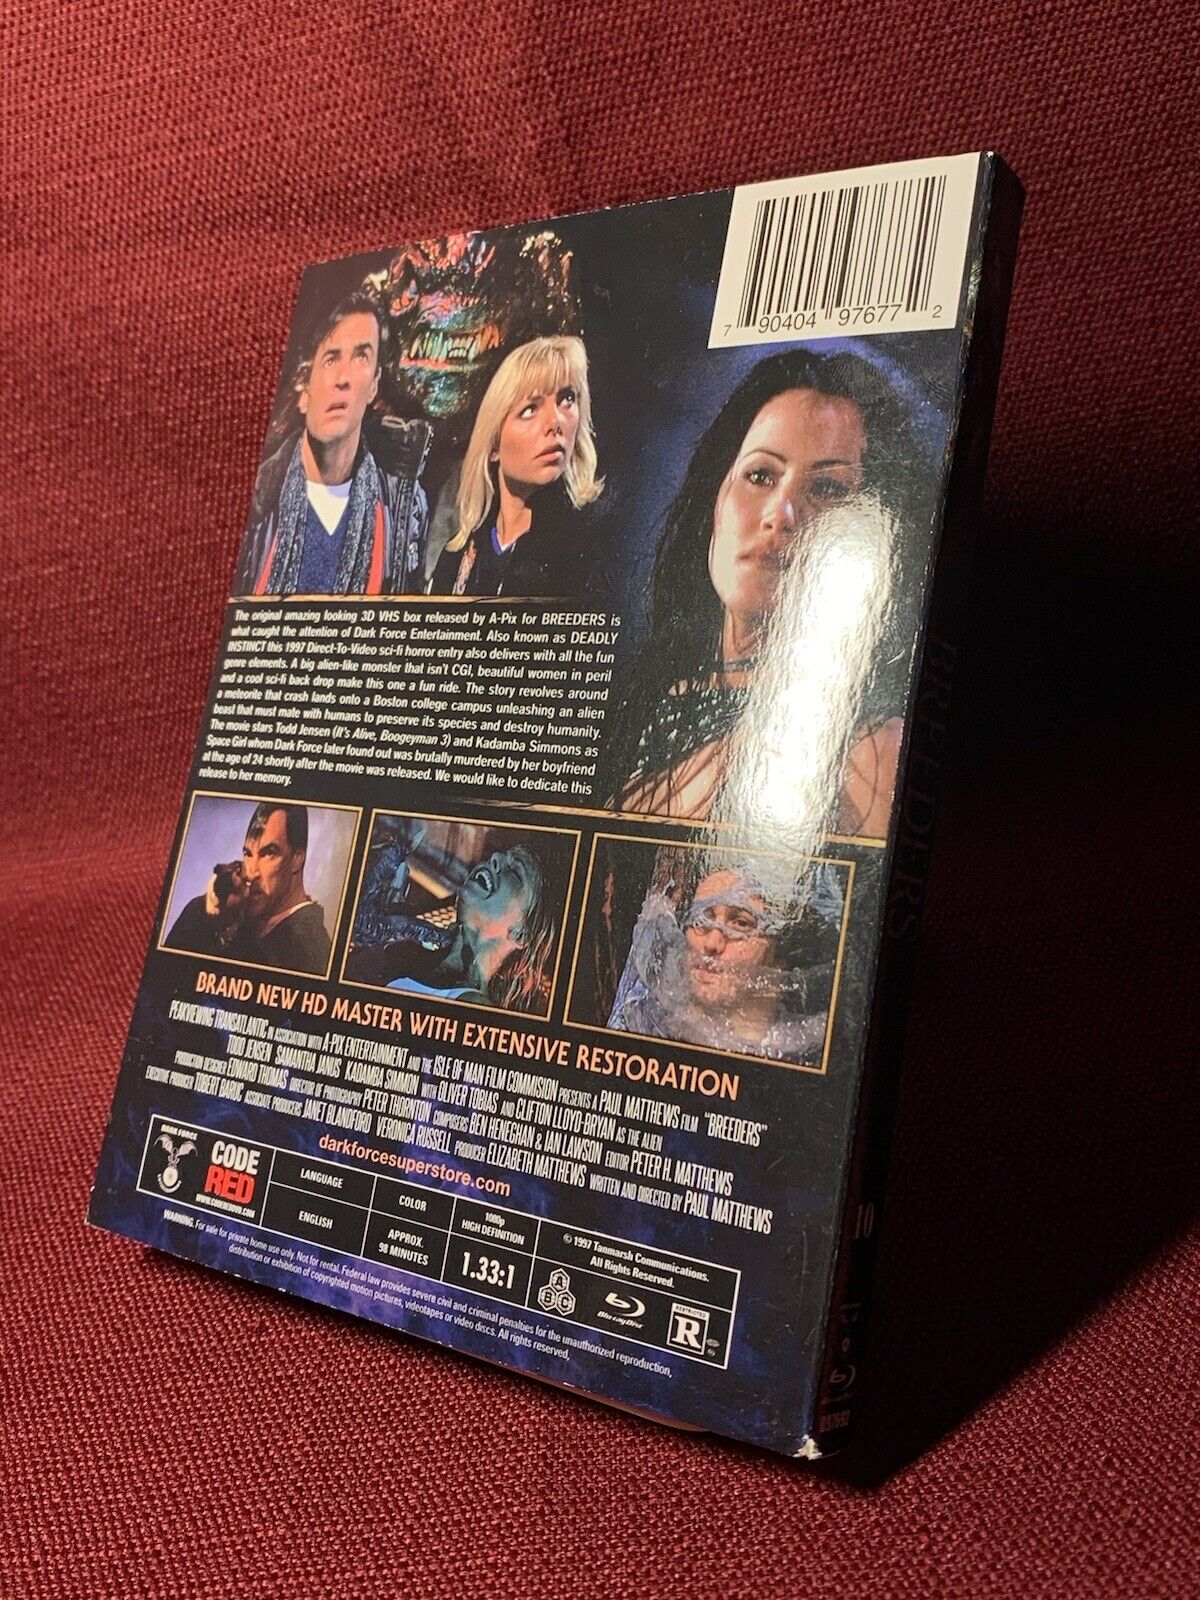 7 90404 97677 2
The original amazing looking 3D VHS box released by A-Pix for BREEDERS is
what caught the attention of Dark Force Entertainment. Also known as DEADLY
INSTINCT this 1997 Direct-To-Video sci-fi horror entry also delivers with all the fun
genre elements. A big alien-like monster that isn't CGI, beautiful women in peril
and a cool sci-fi back drop make this one a fun ride. The story revolves around
a meteorite that crash lands onto a Boston college campus unleashing an alien
beast that must mate with humans to preserve its species and destroy humanity.
The movie stars Todd Jensen (It's Alive, Boogeyman 3) and Kadamba Simmons as
Space Girl whom Dark Force later found out was brutally murdered by her boyfriend
at the age of 24 shortly after the movie was released. We would like to dedicate this
release to her memory.
BRAND NEW HD MASTER WITH EXTENSIVE RESTORATION
PEAKVIEWING TRANSATLANTIC IN ASSOCIATION WITH A-PIX ENTERTAINMENT AND THE ISLE OF MAN FILM COMMISION PRESENTS A PAUL MATTHEWS FILM "BREEDERS"
TODD JENSEN SAMANTHA JANUS KADAMBA SIMMON WITH OLIVER TOBIAS AND CLIFTON LLOYD-BRYAN AS THE ALIEN
PRODUCTION DESIGNER EDWARD THOMAS DIRECTOR OF PHOTOGRAPHY PETER THORNTON COMPOSERS BEN HENEGHAN & IAN LAWSON EDITOR PETER H. MATTHEWS
EXECUTIVE PRODUCER ASSOCIATE PRODUCERS JANET BLANDFORD VERONICA RUSSELL PRODUCER ELIZABETH MATTHEWS WRITTEN AND DIRECTED BY PAUL MATTHEWS
darkforcesuperstore.com
DARK FORCE
CODE RED
WWW.CODEREDDVD.COM
LANGUAGE
ENGLISH
COLOR
APPROX.
98 MINUTES
1080p
HIGH DEFINITION
1.33:1
© 1997 Tanmarsh Communications.
All Rights Reserved.
A B C
Blu-ray Disc
RESTRICTED
R
WARNING: For sale for private home use only. Not for rental. Federal law provides severe civil and criminal penalties for the unauthorized reproduction,
distribution or exhibition of copyrighted motion pictures, videotapes or video discs. All rights reserved,
BREEDERS
10